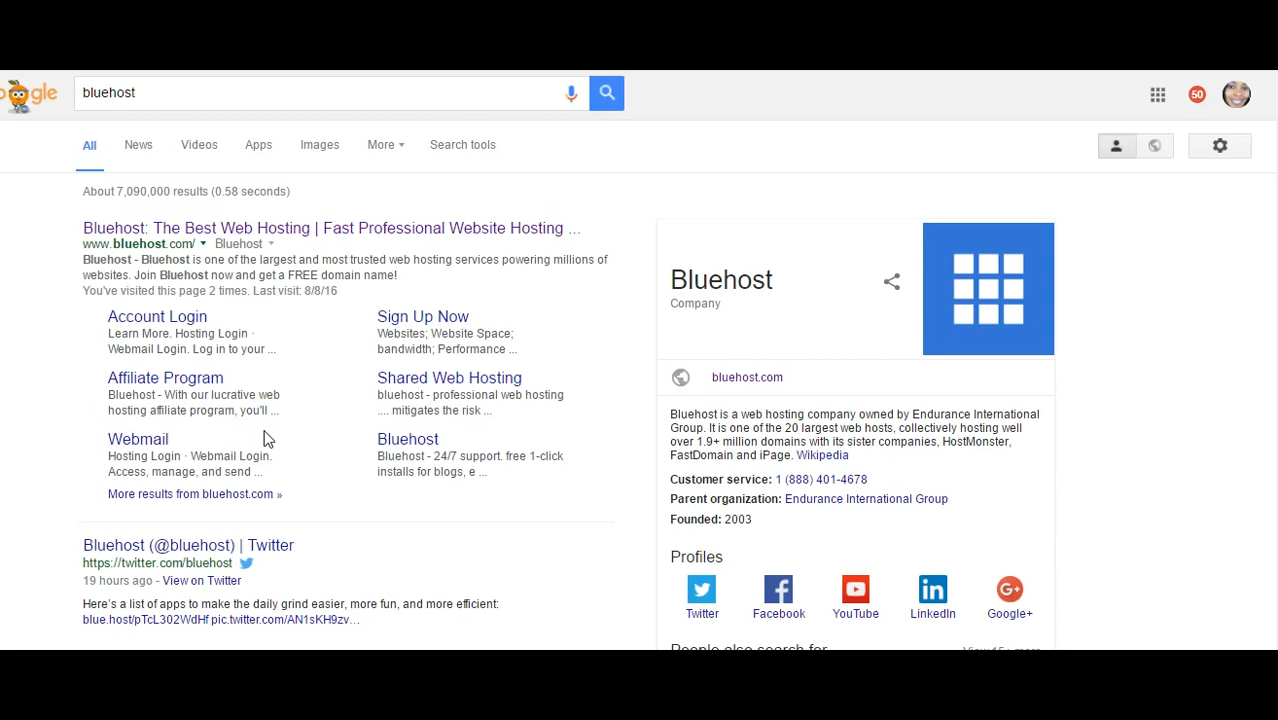 oogle
bluehost
50
All
News
Videos
Apps
Images
More
Search tools
About 7,090,000 results (0.58 seconds)
Bluehost: The Best Web Hosting | Fast Professional Website Hosting ...
www.bluehost.com/ Bluehost
Bluehost - Bluehost is one of the largest and most trusted web hosting services powering millions of
websites. Join Bluehost now and get a FREE domain name!
You've visited this page 2 times. Last visit: 8/8/16
Account Login
Learn More. Hosting Login ·
Webmail Login. Log in to your ...
Sign Up Now
Websites; Website Space;
bandwidth; Performance ...
Affiliate Program
Bluehost - With our lucrative web
hosting affiliate program, you'll ...
Shared Web Hosting
bluehost - professional web hosting
.... mitigates the risk ...
Webmail
Hosting Login · Webmail Login.
Access, manage, and send ...
Bluehost
Bluehost - 24/7 support. free 1-click
installs for blogs, e ...
More results from bluehost.com »
Bluehost (@bluehost) | Twitter
https://twitter.com/bluehost
19 hours ago - View on Twitter
Here's a list of apps to make the daily grind easier, more fun, and more efficient:
blue.host/pTcL302WdHf pic.twitter.com/AN1sKH9zv…
Bluehost
Company
bluehost.com
Bluehost is a web hosting company owned by Endurance International
Group. It is one of the 20 largest web hosts, collectively hosting well
over 1.9+ million domains with its sister companies, HostMonster,
FastDomain and iPage. Wikipedia
Customer service: 1 (888) 401-4678
Parent organization: Endurance International Group
Founded: 2003
Profiles
Twitter
Facebook
YouTube
LinkedIn
Google+
People also search for
View 15+ more